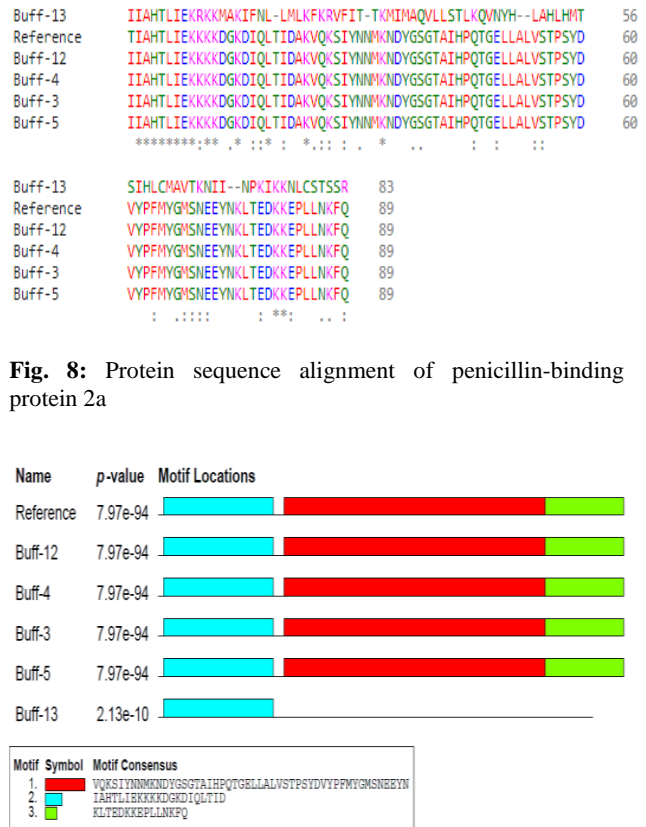 Buff-13 IIAHTLIEKRKKMAKIFNL-LMLKFKRVFIT-TKMIMAQVLLSTLKQVNYH--LAHLHMT 56
Reference TIAHTLIEKKKKDGKDIQLTIDAKVQKSIYNNMKNDYGSGTAIHPQTGELLALVSTPSYD 60
Buff-12 IIAHTLIEKKKKDGKDIQLTIDAKVQKSIYNNMKNDYGSGTAIHPQTGELLALVSTPSYD 60
Buff-4 IIAHTLIEKKKKDGKDIQLTIDAKVQKSIYNNMKNDYGSGTAIHPQTGELLALVSTPSYD 60
Buff-3 IIAHTLIEKKKKDGKDIQLTIDAKVQKSIYNNMKNDYGSGTAIHPQTGELLALVSTPSYD 60
Buff-5 IIAHTLIEKKKKDGKDIQLTIDAKVQKSIYNNMKNDYGSGTAIHPQTGELLALVSTPSYD 60
********:** .* ::* : *.:: : . * .. : : ::
Buff-13 SIHLCMAVTKNII--NPKIKKNLCSTSSR 83
Reference VYPFMYGMSNEEYNKLTEDKKEPLLNKFQ 89
Buff-12 VYPFMYGMSNEEYNKLTEDKKEPLLNKFQ 89
Buff-4 VYPFMYGMSNEEYNKLTEDKKEPLLNKFQ 89
Buff-3 VYPFMYGMSNEEYNKLTEDKKEPLLNKFQ 89
Buff-5 VYPFMYGMSNEEYNKLTEDKKEPLLNKFQ 89
: .:::: : **: .. :
Fig. 8: Protein sequence alignment of penicillin-binding
protein 2a
Name p-value Motif Locations
Reference 7.97e-94
Buff-12 7.97e-94
Buff-4 7.97e-94
Buff-3 7.97e-94
Buff-5 7.97e-94
Buff-13 2.13e-10
Motif Symbol Motif Consensus
1. VQKSIYNNMKNDYGSGTAIHPQTGELLALVSTPSYDVYPFMYGMSNEEYN
2. IAHTLIEKKKKDGKDIQLTID
3. KLTEDKKEPLLNKFQ